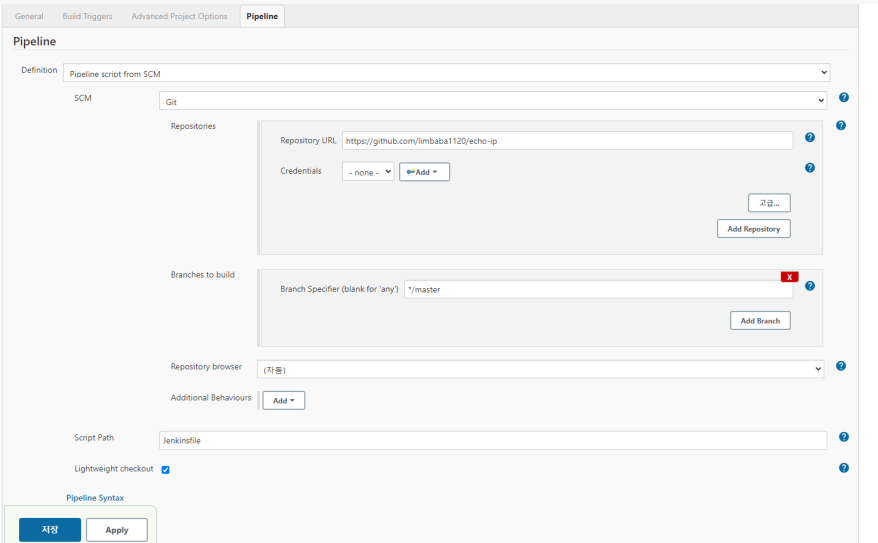 General Build Triggers Advanced Project Options Pipeline
Pipeline
Definition Pipeline script from SCM
SCM Git
Repositories
Repository URL https://github.com/limbaba1120/echo-ip
Credentials - none - Add
고급...
Add Repository
Branches to build X
Branch Specifier (blank for 'any') */master
Add Branch
Repository browser (자동)
Additional Behaviours Add
Script Path Jenkinsfile
Lightweight checkout
Pipeline Syntax
저장 Apply